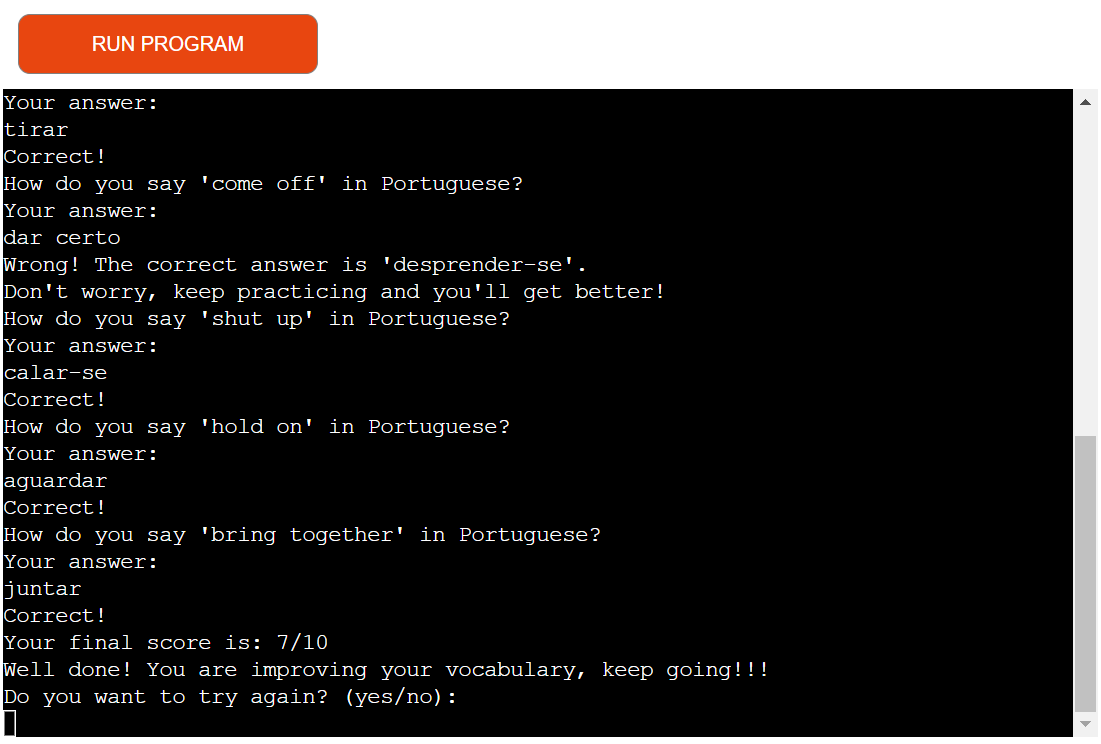 RUN PROGRAM
Your answer:
tirar
Correct!
How do you say 'come off' in Portuguese?
Your answer:
dar certo
Wrong! The correct answer is 'desprender-se'.
Don't worry, keep practicing and you'll get better!
How do you say 'shut up' in Portuguese?
Your answer:
calar-se
Correct!
How do you say 'hold on' in Portuguese?
Your answer:
aguardar
Correct!
How do you say 'bring together' in Portuguese?
Your answer:
juntar
Correct!
Your final score is: 7/10
Well done! You are improving your vocabulary, keep going!!!
Do you want to try again? (yes/no):